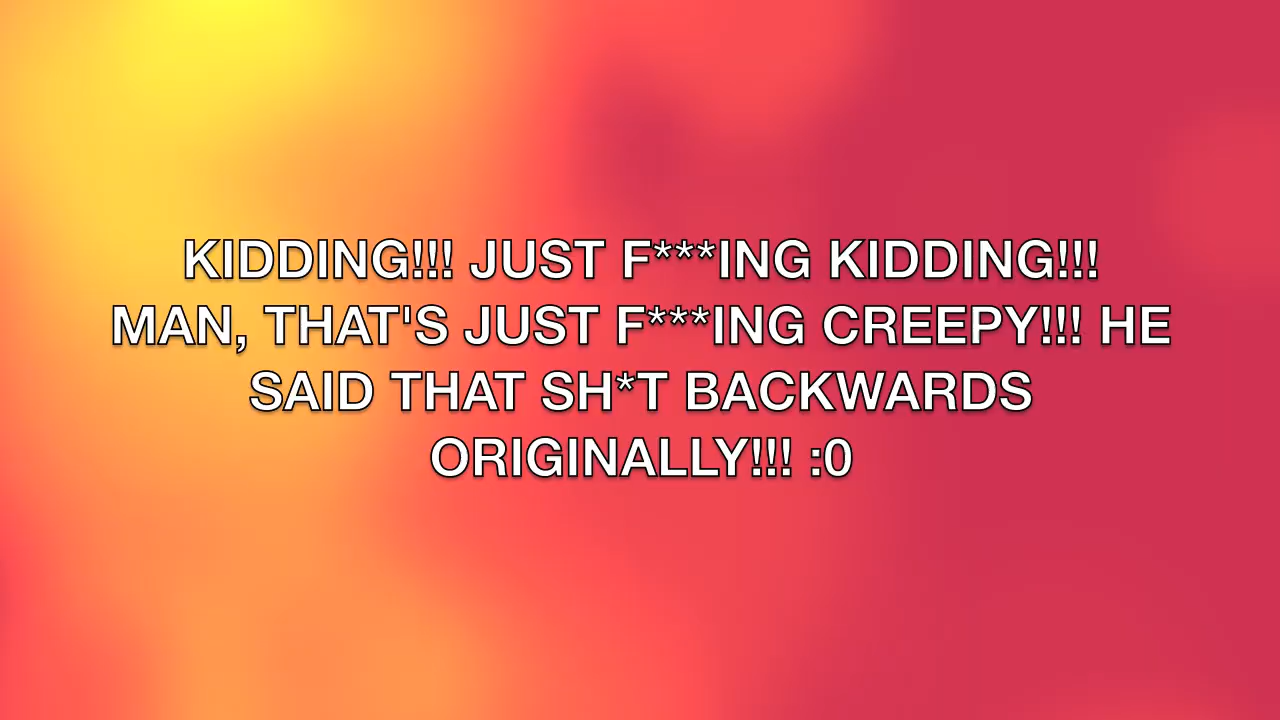 KIDDING!!! JUST F***ING KIDDING!!!
MAN, THAT'S JUST F***ING CREEPY!!! HE
SAID THAT SH*T BACKWARDS
ORIGINALLY!!! :0